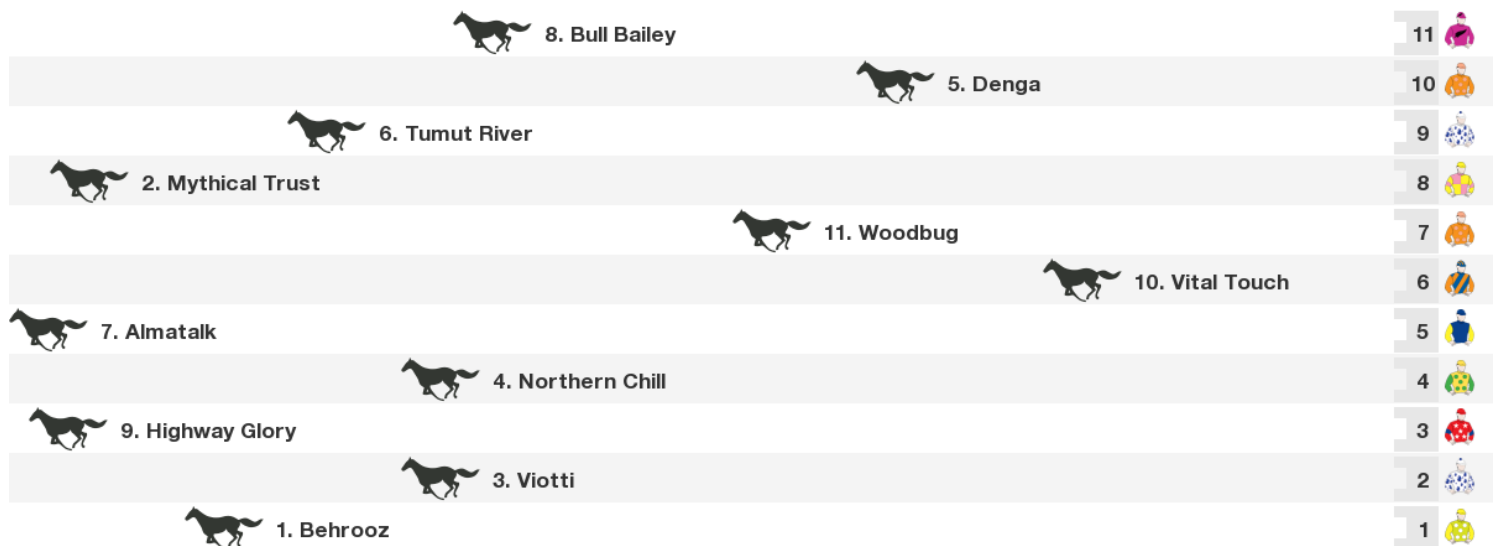 8. Bull Bailey 11
5. Denga 10
6. Tumut River 9
2. Mythical Trust 8
11. Woodbug 7
10. Vital Touch 6
7. Almatalk 5
4. Northern Chill 4
9. Highway Glory 3
3. Viotti 2
1. Behrooz 1